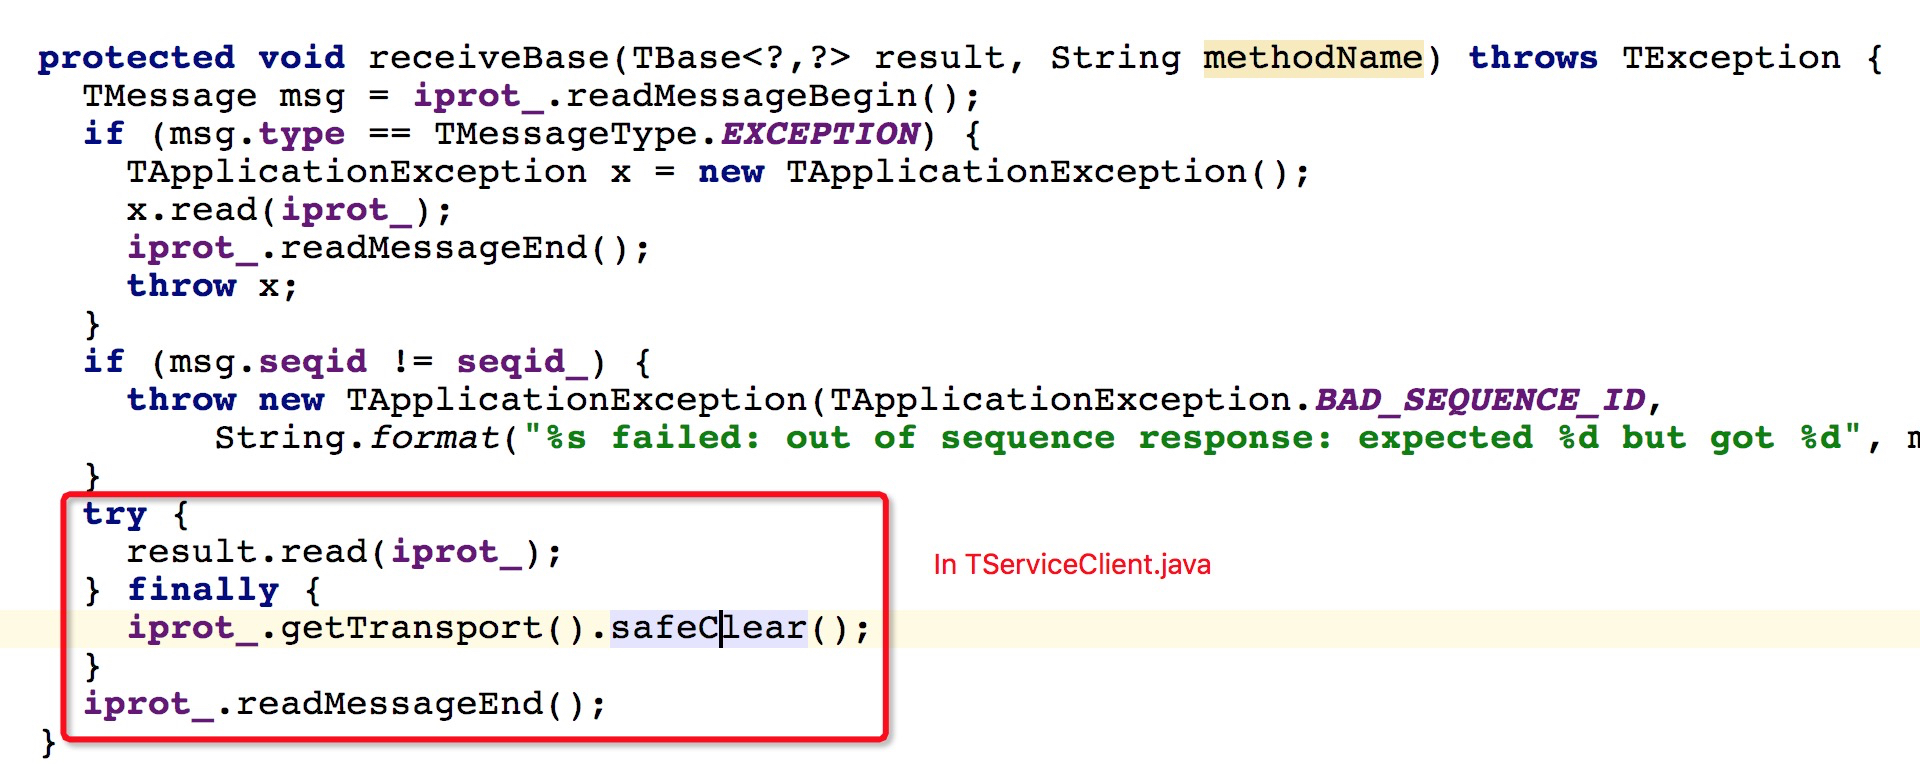 protected void receiveBase(TBase<?,?> result, String methodName) throws TException {
  TMessage msg = iprot_.readMessageBegin();
  if (msg.type == TMessageType.EXCEPTION) {
    TApplicationException x = new TApplicationException();
    x.read(iprot_);
    iprot_.readMessageEnd();
    throw x;
  }
  if (msg.seqid != seqid_) {
    throw new TApplicationException(TApplicationException.BAD_SEQUENCE_ID,
        String.format("%s failed: out of sequence response: expected %d but got %d",
  }
  try {
    result.read(iprot_);
  } finally {
    iprot_.getTransport().safeClear();
  }
  iprot_.readMessageEnd();
}
In TServiceClient.java